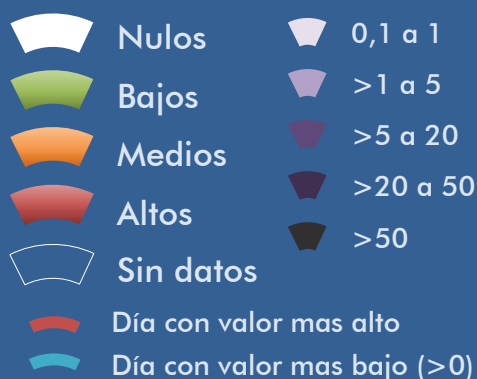 Nulos
Bajos
Medios
Altos
Sin datos
0,1 a 1
>1 a 5
>5 a 20
>20 a 50
>50
Día con valor mas alto
Día con valor mas bajo (>0)